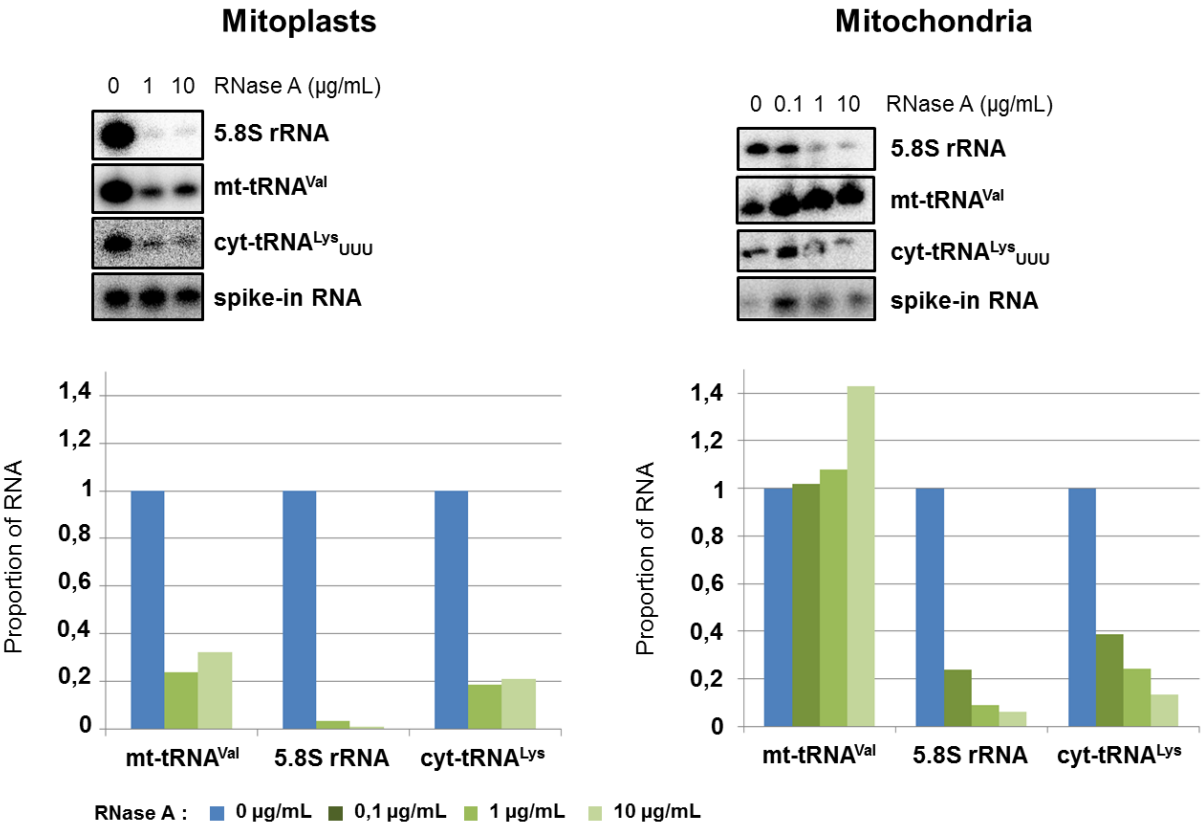 Mitoplasts
0 1 10 RNase A (µg/mL)
5.8S rRNA
mt-tRNAVal
cyt-tRNALysUUU
spike-in RNA
Mitochondria
0 0.1 1 10 RNase A (µg/mL)
5.8S rRNA
mt-tRNAVal
cyt-tRNALysUUU
spike-in RNA
Proportion of RNA
1,4
1,2
1
0,8
0,6
0,4
0,2
0
mt-tRNAVal 5.8S rRNA cyt-tRNALys
Proportion of RNA
1,4
1,2
1
0,8
0,6
0,4
0,2
0
mt-tRNAVal 5.8S rRNA cyt-tRNALys
RNase A : 0 µg/mL 0,1 µg/mL 1 µg/mL 10 µg/mL